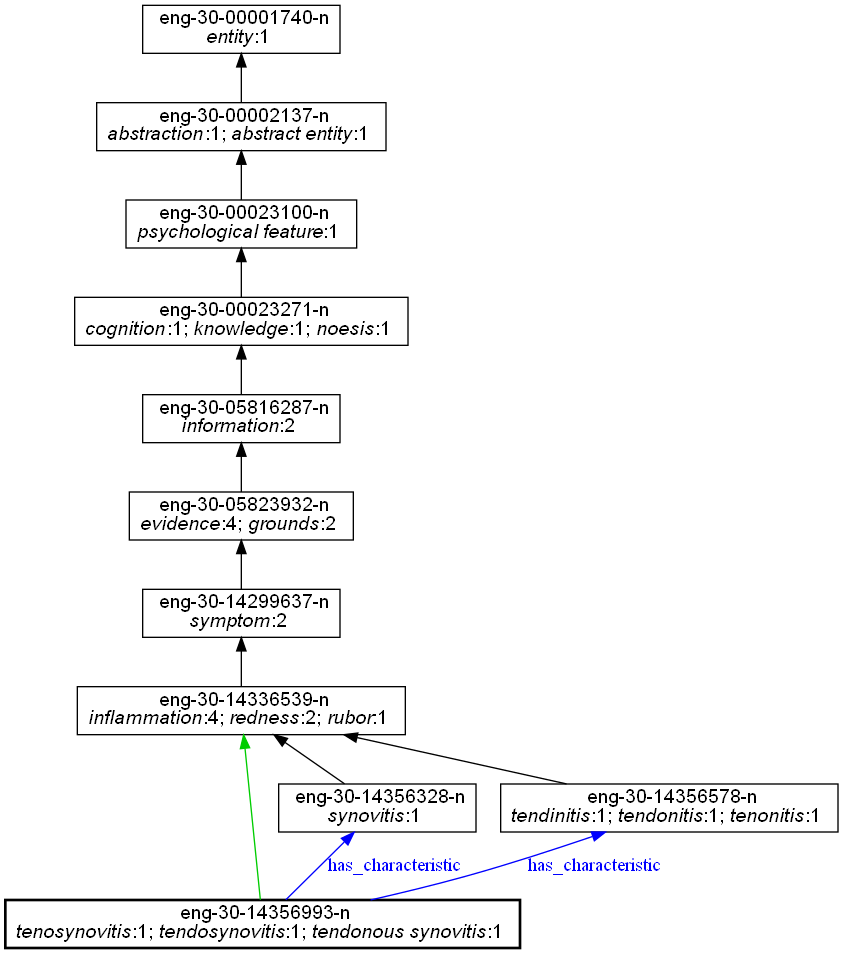 eng-30-00001740-n
entity:1
eng-30-00002137-n
abstraction:1; abstract entity:1
eng-30-00023100-n
psychological feature:1
eng-30-00023271-n
cognition:1; knowledge:1; noesis:1
eng-30-05816287-n
information:2
eng-30-05823932-n
evidence:4; grounds:2
eng-30-14299637-n
symptom:2
eng-30-14336539-n
inflammation:4; redness:2; rubor:1
eng-30-14356328-n
synovitis:1
eng-30-14356578-n
tendinitis:1; tendonitis:1; tenonitis:1
has_characteristic
has_characteristic
eng-30-14356993-n
tenosynovitis:1; tendosynovitis:1; tendonous synovitis:1